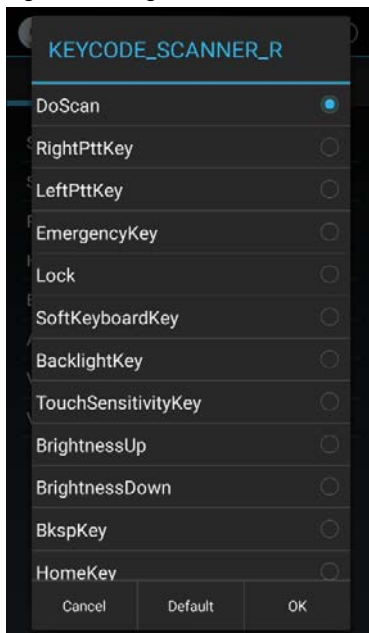 KEYCODE_SCANNER_R
DoScan
RightPttKey
LeftPttKey
EmergencyKey
Lock
SoftKeyboardKey
BacklightKey
TouchSensitivityKey
BrightnessUp
BrightnessDown
BkspKey
HomeKey
Cancel Default OK